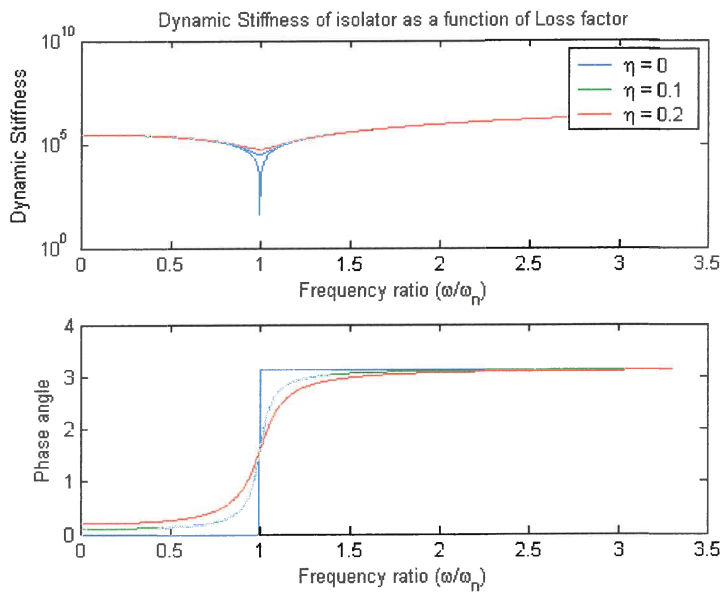 Dynamic Stiffness of isolator as a function of Loss factor
10^10
10^5
10^0
Dynamic Stiffness
η = 0
η = 0.1
η = 0.2
0 0.5 1 1.5 2 2.5 3 3.5
Frequency ratio (ω/ω_n)
4
3
2
1
0
Phase angle
0 0.5 1 1.5 2 2.5 3 3.5
Frequency ratio (ω/ω_n)